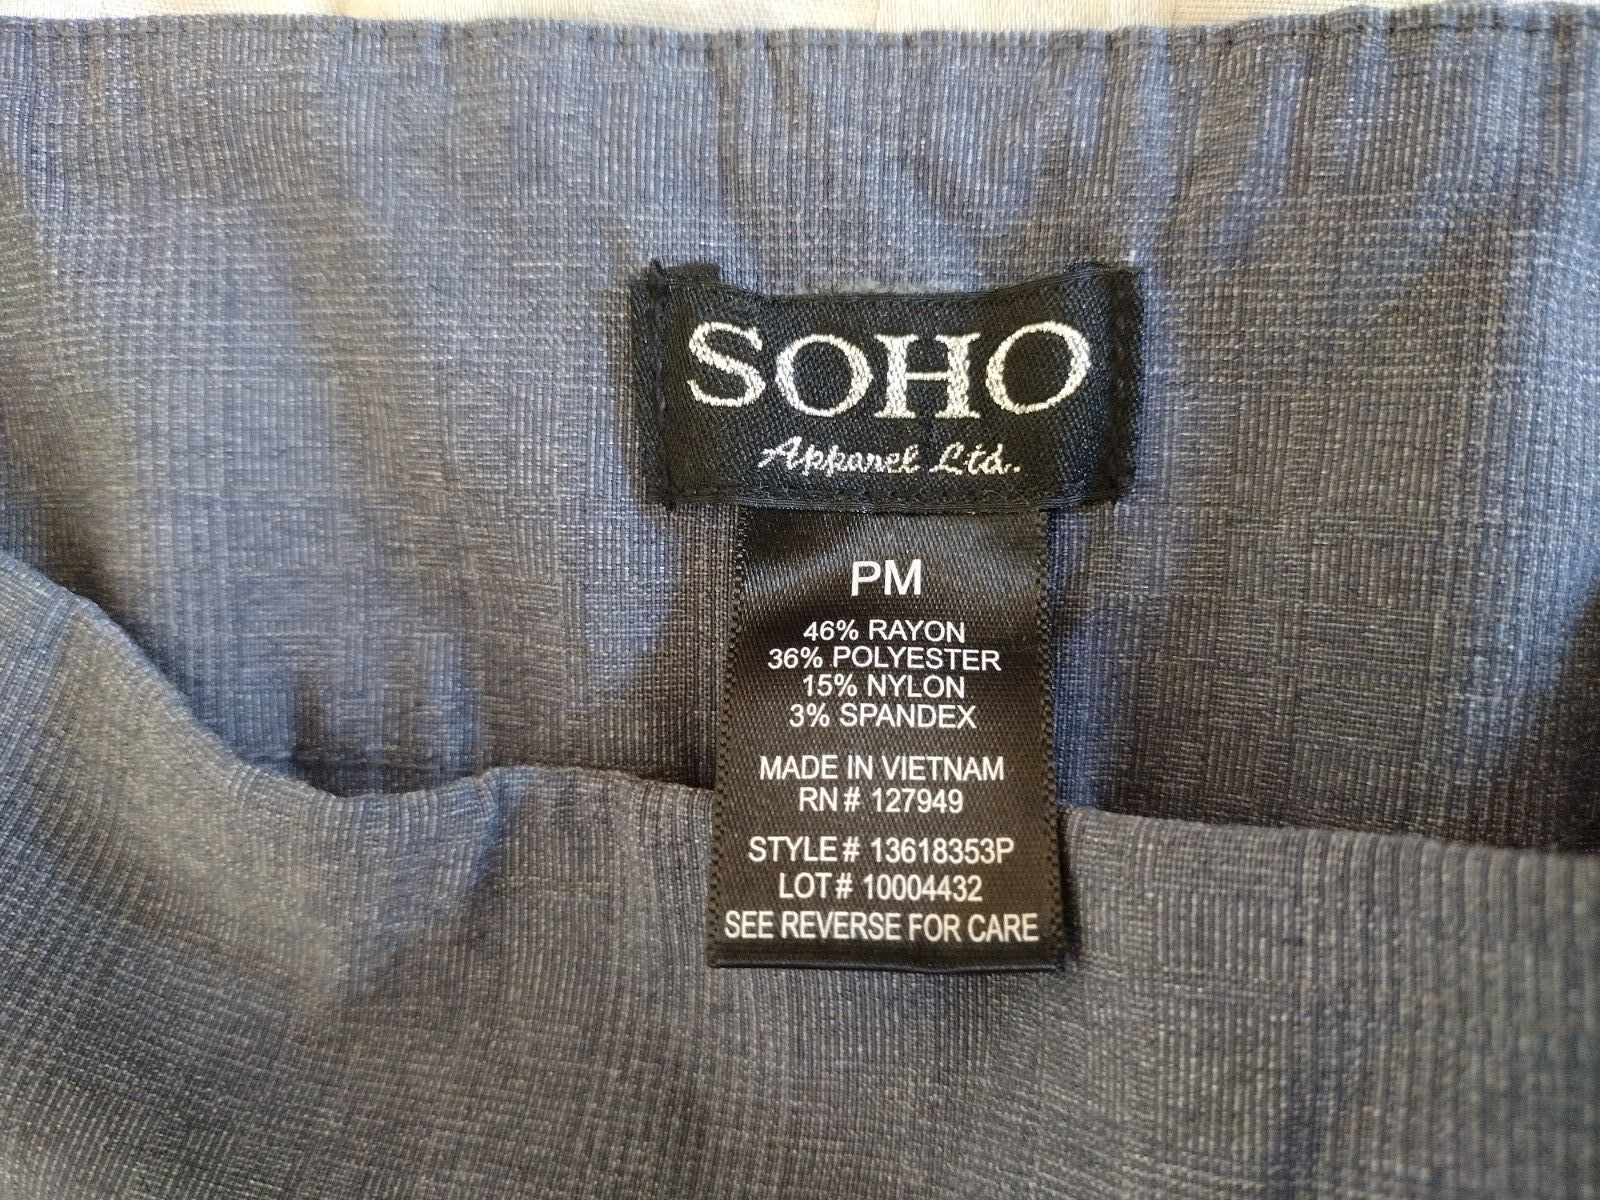 SOHO
Apparel Ltd.
PM
46% RAYON
36% POLYESTER
15% NYLON
3% SPANDEX
MADE IN VIETNAM
RN # 127949
STYLE # 13618353P
LOT # 10004432
SEE REVERSE FOR CARE